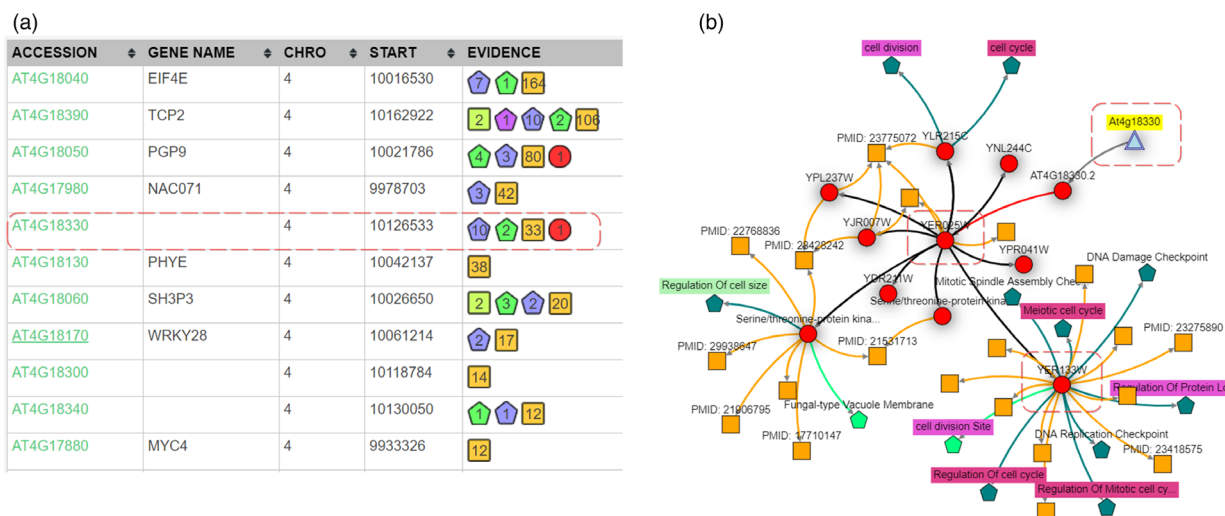 (a)
ACCESSION GENE NAME CHRO START EVIDENCE
AT4G18040 EIF4E 4 10016530 7 1 164
AT4G18390 TCP2 4 10162922 2 1 10 2 106
AT4G18050 PGP9 4 10021786 4 3 80 1
AT4G17980 NAC071 4 9978703 3 42
AT4G18330 4 10126533 10 2 33 1
AT4G18130 PHYE 4 10042137 38
AT4G18060 SH3P3 4 10026650 2 3 2 20
AT4G18170 WRKY28 4 10061214 2 17
AT4G18300 4 10118784 14
AT4G18340 4 10130050 1 1 12
AT4G17880 MYC4 4 9933326 12
(b)
cell division
cell cycle
At4g18330
PMID: 23775072
YLR215C
YNL244C
YPL237W
AT4G18330.2
YJR007W
YER025W
PMID: 22768836
PMID: 28428242
YPR041W
DNA Damage Checkpoint
YDR211W
Mitotic Spindle Assembly Chec
Regulation Of cell size
Serine/threonine-protein kina...
Serine/threonine-protein kina...
Meiotic cell cycle
PMID: 23275890
PMID: 29938647
PMID: 21531713
YER133W
Regulation Of Protein Lo
Fungal-type Vacuole Membrane
PMID: 21906795
cell division Site
DNA Replication Checkpoint
PMID: 17710147
PMID: 23418575
Regulation Of cell cycle
Regulation Of Mitotic cell cy...